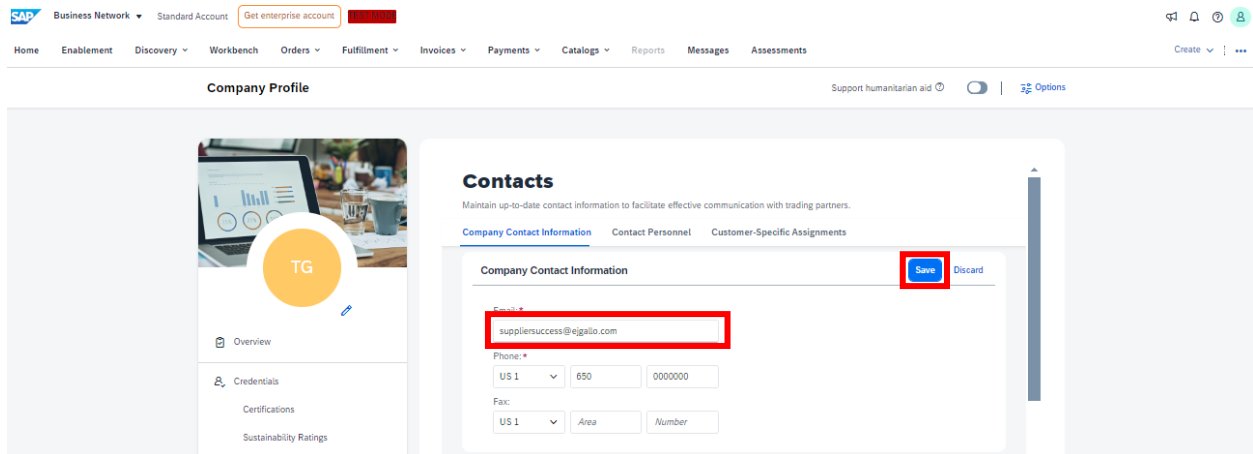 SAP Business Network Standard Account Get enterprise account TEST MODE
Home Enablement Discovery Workbench Orders Fulfillment Invoices Payments Catalogs Reports Messages Assessments Create
Company Profile
Support humanitarian aid
Options
TG
Overview
Credentials
Certifications
Sustainability Ratings
Contacts
Maintain up-to-date contact information to facilitate effective communication with trading partners.
Company Contact Information Contact Personnel Customer-Specific Assignments
Company Contact Information
Save Discard
Email:*
suppliersuccess@ejgallo.com
Phone:*
US 1 650 0000000
Fax:
US 1 Area Number